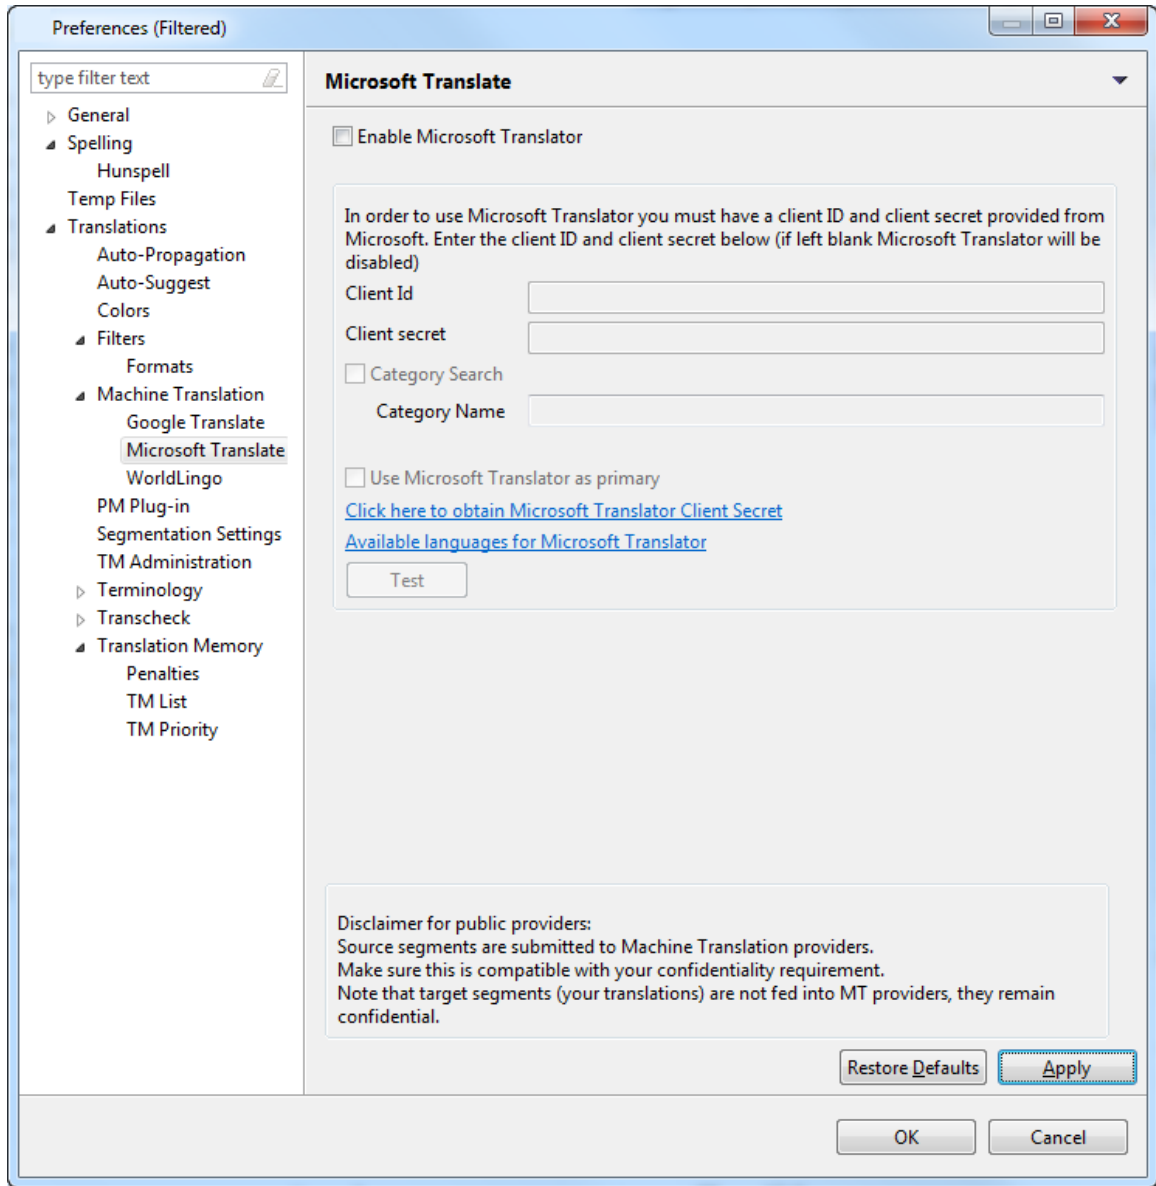 Preferences (Filtered)
type filter text
General
Spelling
Hunspell
Temp Files
Translations
Auto-Propagation
Auto-Suggest
Colors
Filters
Formats
Machine Translation
Google Translate
Microsoft Translate
WorldLingo
PM Plug-in
Segmentation Settings
TM Administration
Terminology
Transcheck
Translation Memory
Penalties
TM List
TM Priority
Microsoft Translate
Enable Microsoft Translator
In order to use Microsoft Translator you must have a client ID and client secret provided from
Microsoft. Enter the client ID and client secret below (if left blank Microsoft Translator will be
disabled)
Client Id
Client secret
Category Search
Category Name
Use Microsoft Translator as primary
Click here to obtain Microsoft Translator Client Secret
Available languages for Microsoft Translator
Test
Disclaimer for public providers:
Source segments are submitted to Machine Translation providers.
Make sure this is compatible with your confidentiality requirement.
Note that target segments (your translations) are not fed into MT providers, they remain
confidential.
Restore Defaults
Apply
OK
Cancel